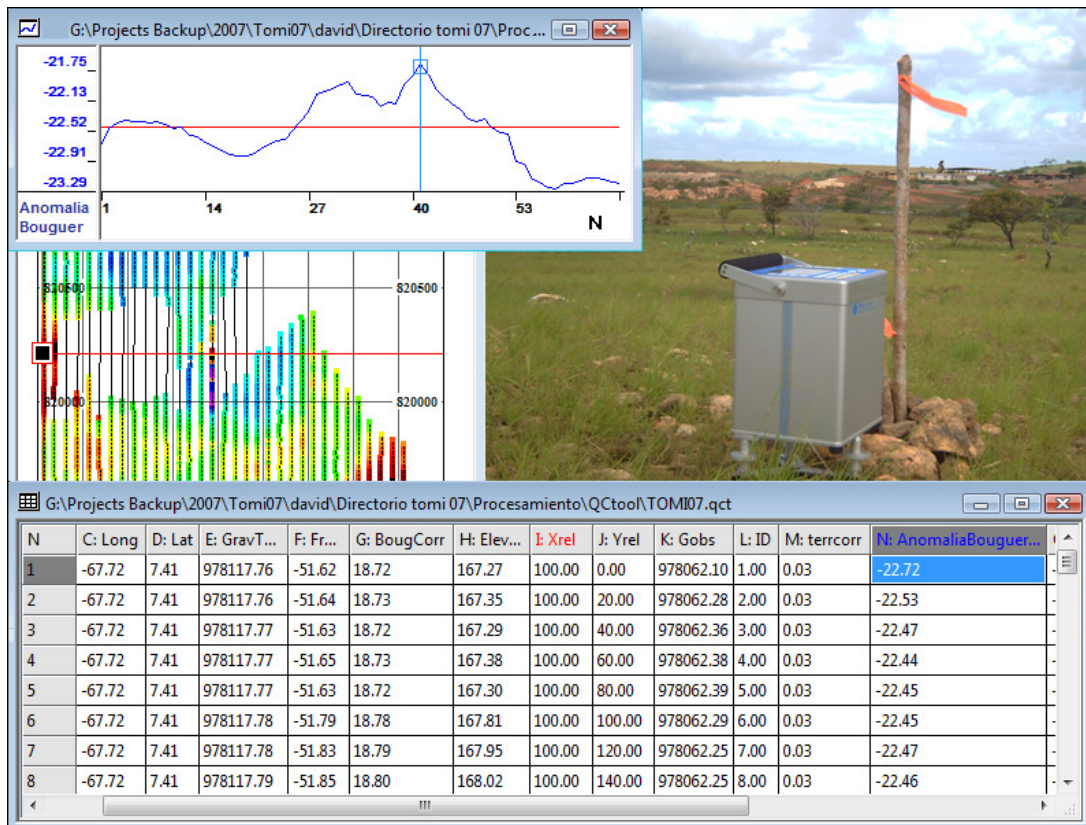 G:\Projects Backup\2007\Tomi07\david\Directorio tomi 07\Proc ...
-21.75
-22.13
-22.52
-22.91
-23.29
Anomalia
Bouguer
1 14 27 40 53
N
820500 820500
820000 820000
G:\Projects Backup\2007\Tomi07\david\Directorio tomi 07\Procesamiento\QCtool\TOMI07.qct
N C: Long D: Lat E: GravT... F: Fr... G: BougCorr H: Elev... I: Xrel J: Yrel K: Gobs L: ID M: terrcorr N: AnomaliaBouguer...
1 -67.72 7.41 978117.76 -51.62 18.72 167.27 100.00 0.00 978062.10 1.00 0.03 -22.72
2 -67.72 7.41 978117.76 -51.64 18.73 167.35 100.00 20.00 978062.28 2.00 0.03 -22.53
3 -67.72 7.41 978117.77 -51.63 18.72 167.29 100.00 40.00 978062.36 3.00 0.03 -22.47
4 -67.72 7.41 978117.77 -51.65 18.73 167.38 100.00 60.00 978062.38 4.00 0.03 -22.44
5 -67.72 7.41 978117.77 -51.63 18.72 167.30 100.00 80.00 978062.39 5.00 0.03 -22.45
6 -67.72 7.41 978117.78 -51.79 18.78 167.81 100.00 100.00 978062.29 6.00 0.03 -22.45
7 -67.72 7.41 978117.78 -51.83 18.79 167.95 100.00 120.00 978062.25 7.00 0.03 -22.47
8 -67.72 7.41 978117.79 -51.85 18.80 168.02 100.00 140.00 978062.25 8.00 0.03 -22.46